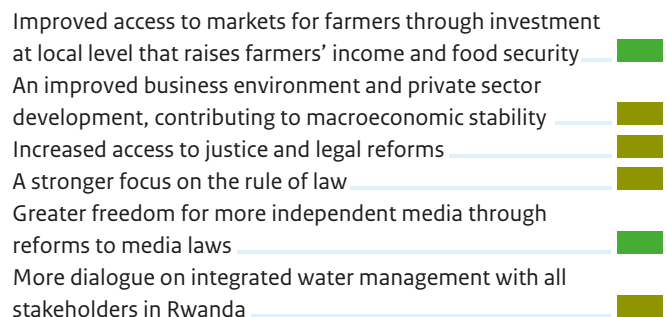 Improved access to markets for farmers through investment
at local level that raises farmers’ income and food security
An improved business environment and private sector
development, contributing to macroeconomic stability
Increased access to justice and legal reforms
A stronger focus on the rule of law
Greater freedom for more independent media through
reforms to media laws
More dialogue on integrated water management with all
stakeholders in Rwanda